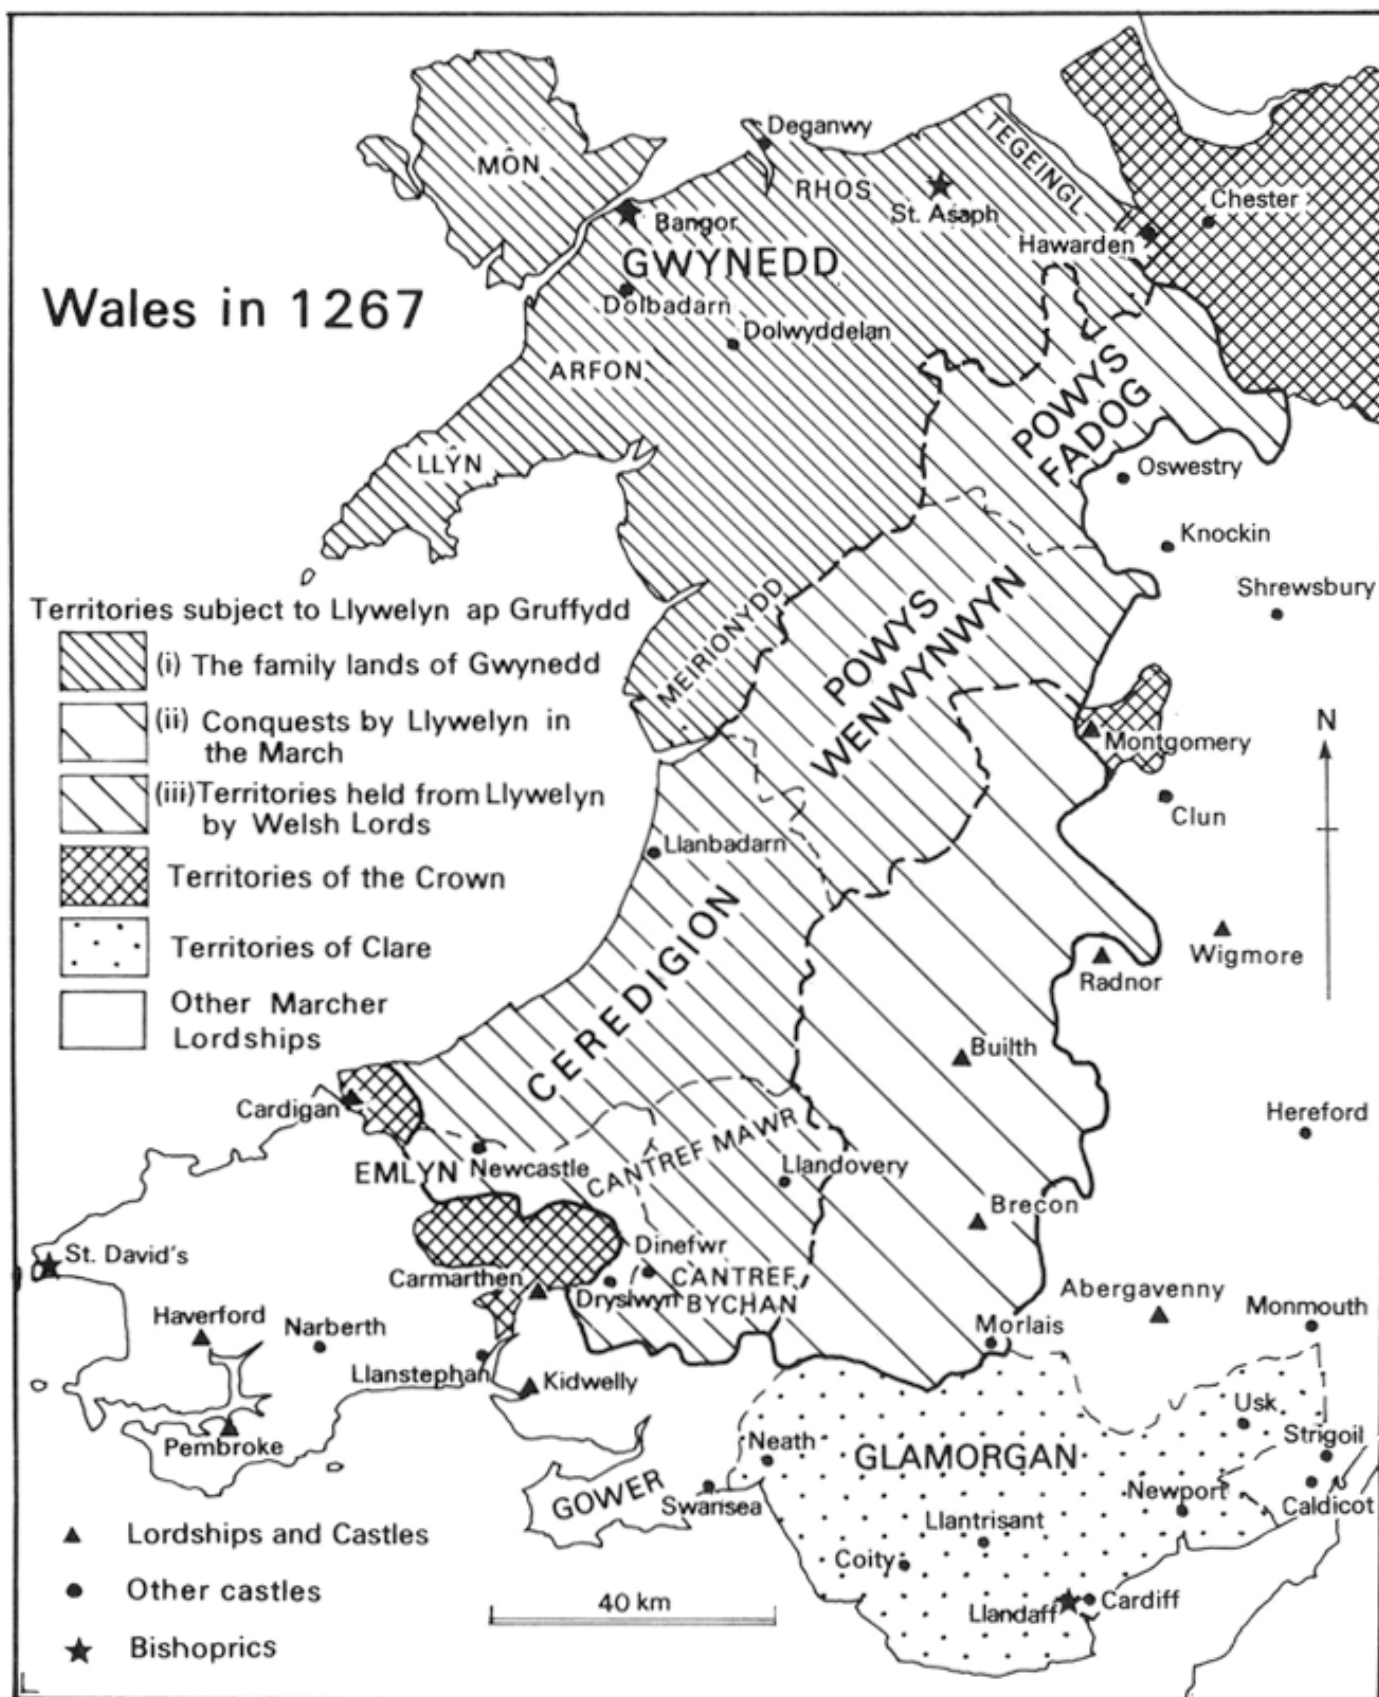 Wales in 1267
MÔN
Deganwy
TEGEINGL
RHOS
St. Asaph
Chester
Bangor
Hawarden
GWYNEDD
Dolbadarn
Dolwyddelan
ARFON
POWYS
FADOG
LLŶN
Oswestry
Knockin
Shrewsbury
MEIRIONYDD
POWYS
WENWYNWYN
Montgomery
Clun
N
Territories subject to Llywelyn ap Gruffydd
(i) The family lands of Gwynedd
(ii) Conquests by Llywelyn in
the March
(iii) Territories held from Llywelyn
by Welsh Lords
Territories of the Crown
Territories of Clare
Other Marcher
Lordships
Llanbadarn
CEREDIGION
Wigmore
Radnor
Builth
Cardigan
Hereford
EMLYN
Newcastle
CANTREF MAWR
Llandovery
Brecon
St. David's
Dinefwr
Carmarthen
Dryslwyn
CANTREF
BYCHAN
Abergavenny
Haverford
Narberth
Monmouth
Morlais
Llanstephan
Kidwelly
Pembroke
Usk
Neath
GLAMORGAN
Strigoil
GOWER
Swansea
Newport
Caldicot
Llantrisant
Coity
Llandaff
Cardiff
Lordships and Castles
Other castles
Bishoprics
40 km